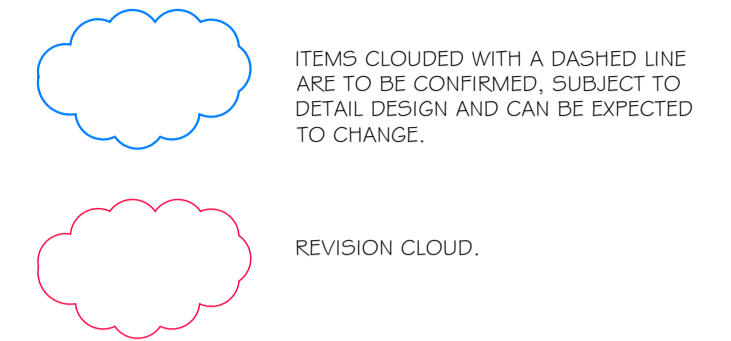 ITEMS CLOUDED WITH A DASHED LINE
ARE TO BE CONFIRMED, SUBJECT TO
DETAIL DESIGN AND CAN BE EXPECTED
TO CHANGE.
REVISION CLOUD.